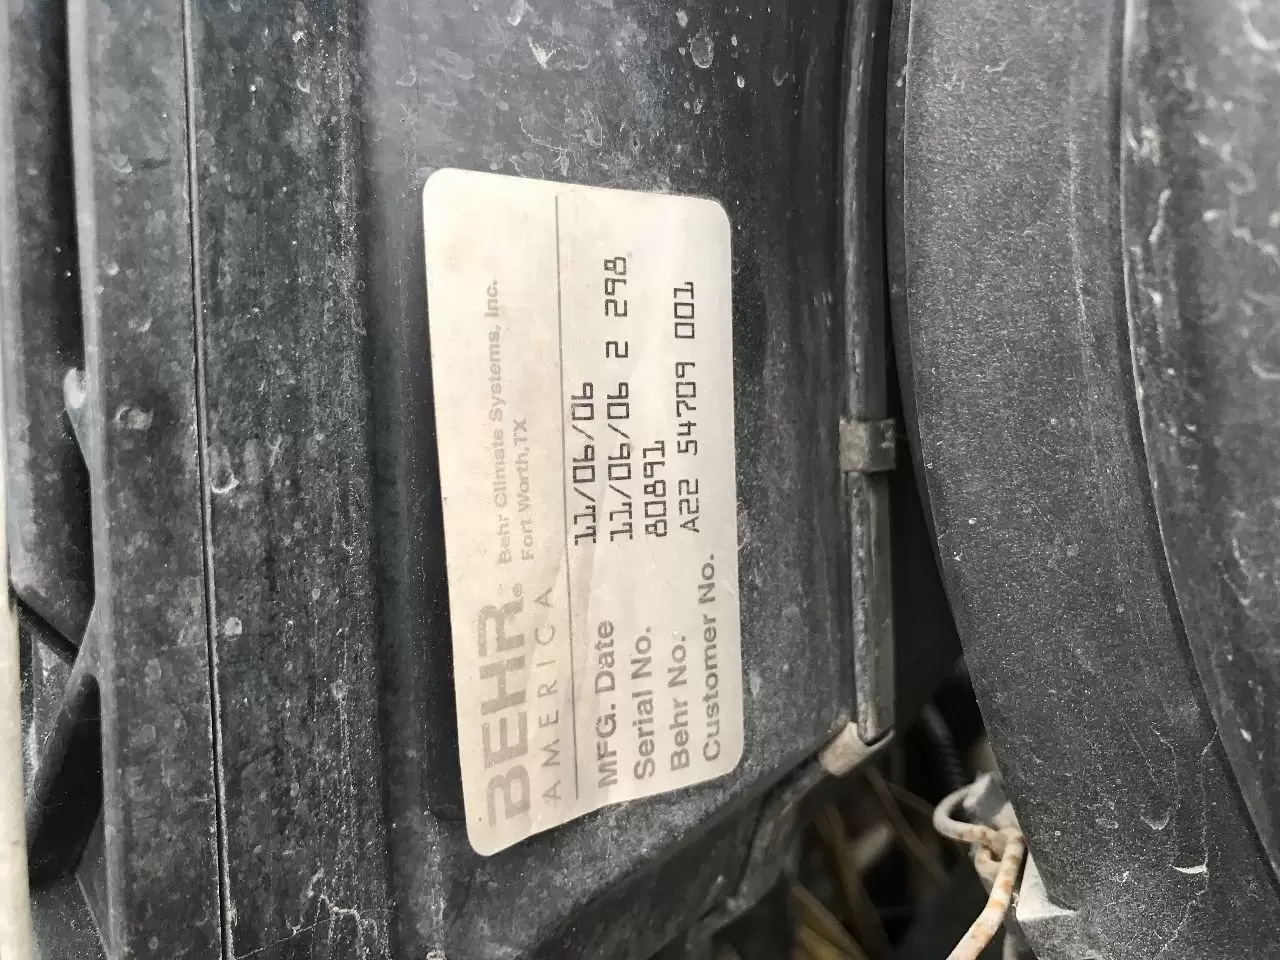 BEHR® Behr Climate Systems, Inc.
AMERICA Fort Worth, TX
MFG. Date 11/06/06
Serial No. 11/06/06 2 298
Behr No. 80891
Customer No. A22 54709 001